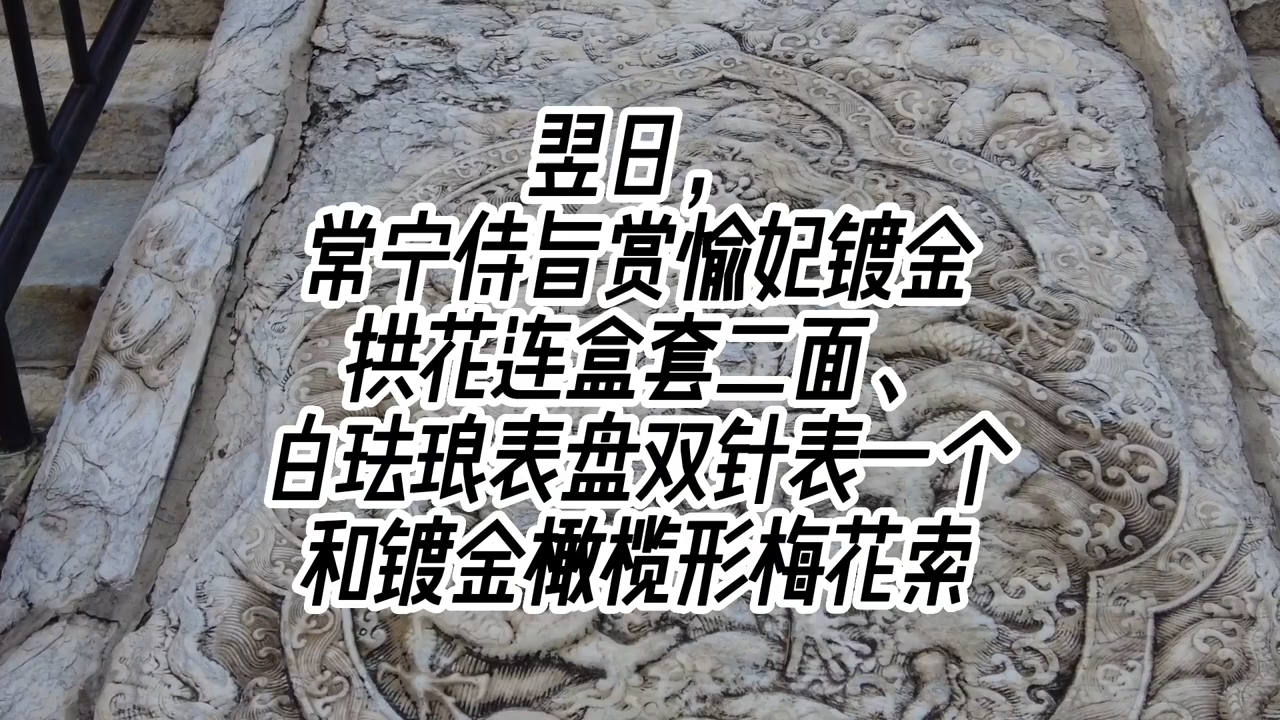 翌日，
常宁侍旨赏愉妃镀金
拱花连盒套二面、
白珐琅表盘双针表一个
和镀金橄榄形梅花索